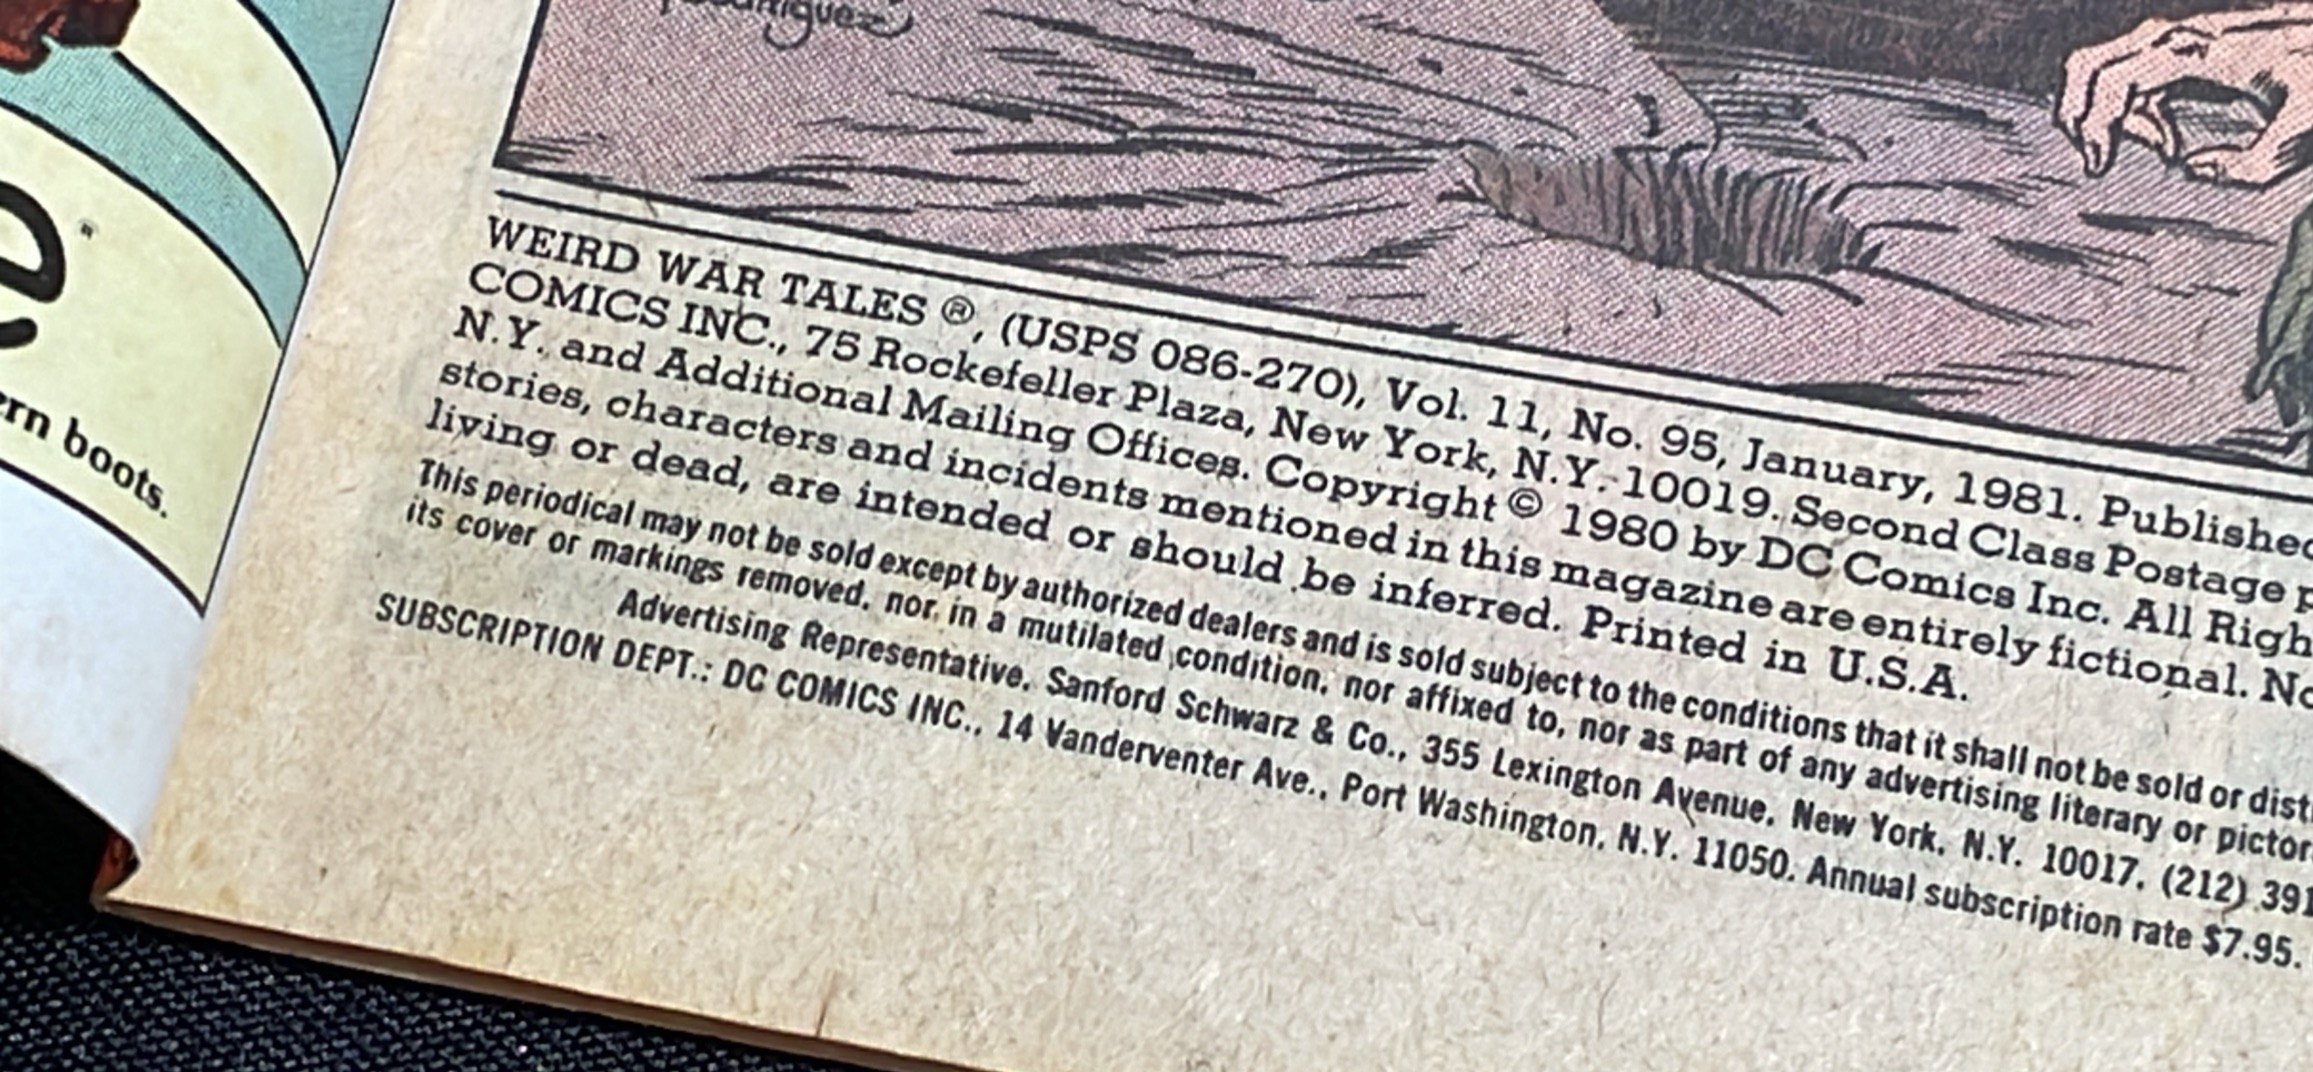 e
rn boots.
WEIRD WAR TALES ®, (USPS 086-270), Vol. 11, No. 95, January, 1981. Published
COMICS INC., 75 Rockefeller Plaza, New York, N.Y. 10019. Second Class Postage p
N.Y. and Additional Mailing Offices. Copyright © 1980 by DC Comics Inc. All Righ
stories, characters and incidents mentioned in this magazine are entirely fictional. No
living or dead, are intended or should be inferred. Printed in U.S.A.
This periodical may not be sold except by authorized dealers and is sold subject to the conditions that it shall not be sold or dist
its cover or markings removed, nor in a mutilated condition, nor affixed to, nor as part of any advertising literary or pictor
Advertising Representative, Sanford Schwarz & Co., 355 Lexington Avenue, New York, N.Y. 10017, (212) 391
SUBSCRIPTION DEPT.: DC COMICS INC., 14 Vanderventer Ave., Port Washington, N.Y. 11050. Annual subscription rate $7.95.